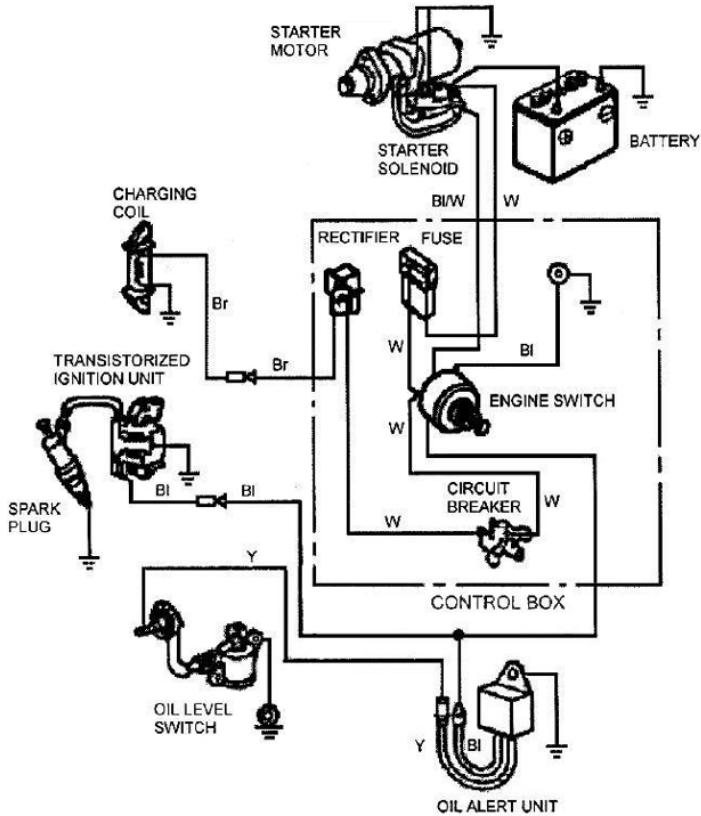 STARTER
MOTOR
BATTERY
STARTER
SOLENOID
CHARGING
COIL
Bl/W
W
RECTIFIER
FUSE
Br
Br
W
Bl
TRANSISTORIZED
IGNITION UNIT
ENGINE SWITCH
W
SPARK
PLUG
Bl
Bl
CIRCUIT
BREAKER
W
W
Y
CONTROL BOX
OIL LEVEL
SWITCH
Y
Bl
OIL ALERT UNIT